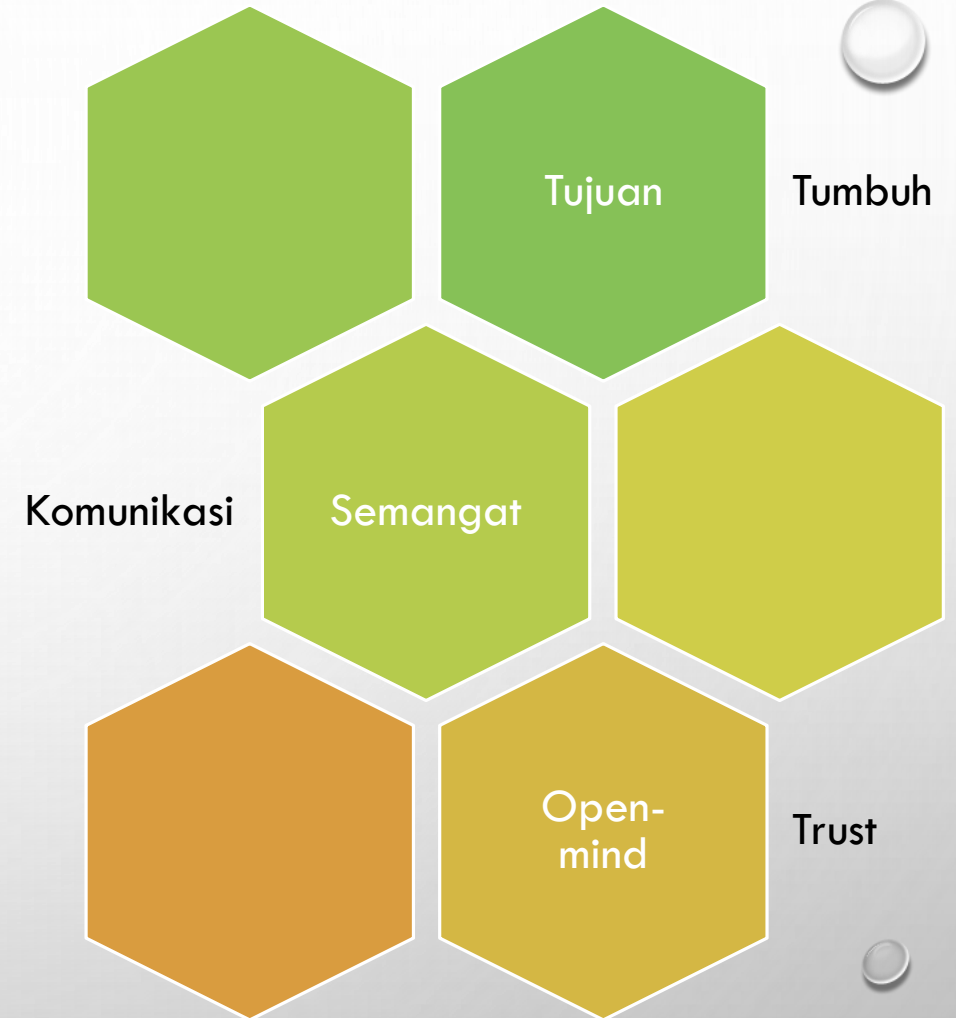 Tujuan
Tumbuh
Komunikasi
Semangat
Open-
mind
Trust